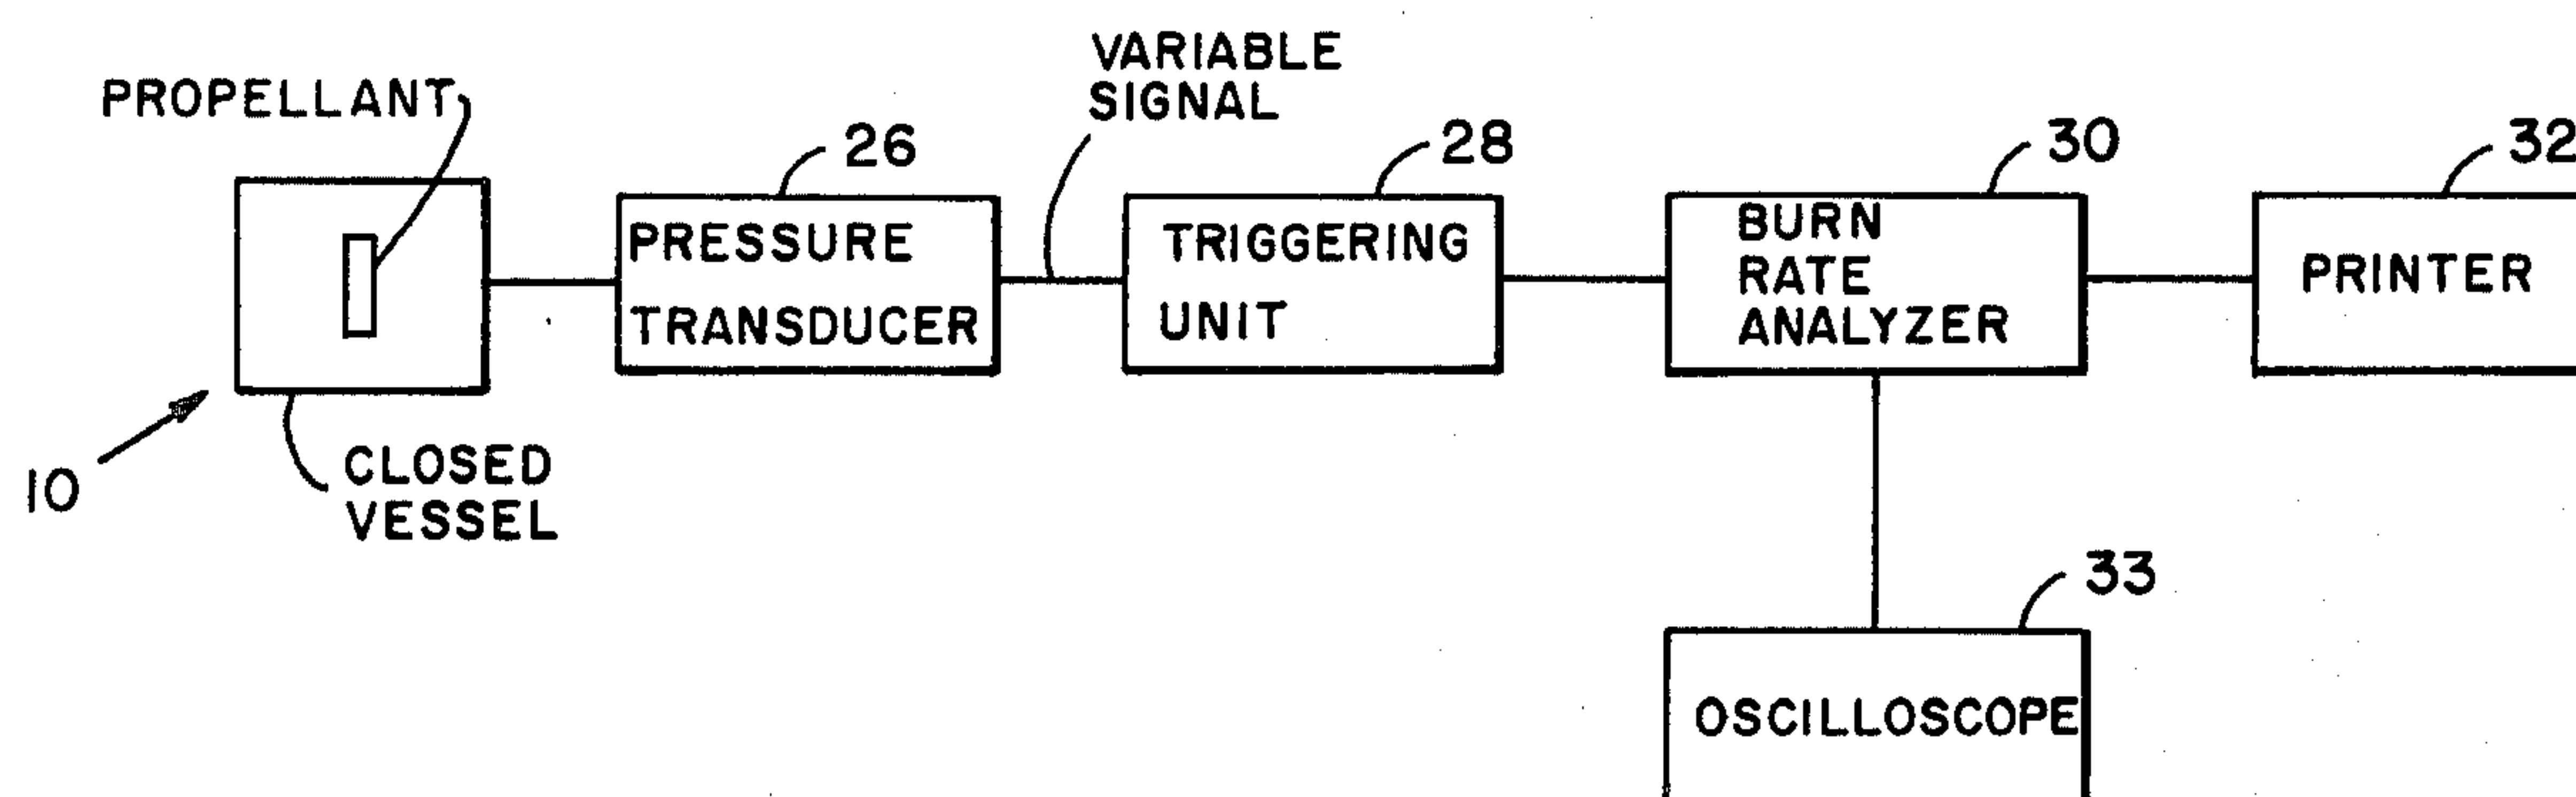 VARIABLE
SIGNAL
PROPELLANT
26
28
30
32
PRESSURE
TRANSDUCER
TRIGGERING
UNIT
BURN
RATE
ANALYZER
PRINTER
10
CLOSED
VESSEL
33
OSCILLOSCOPE